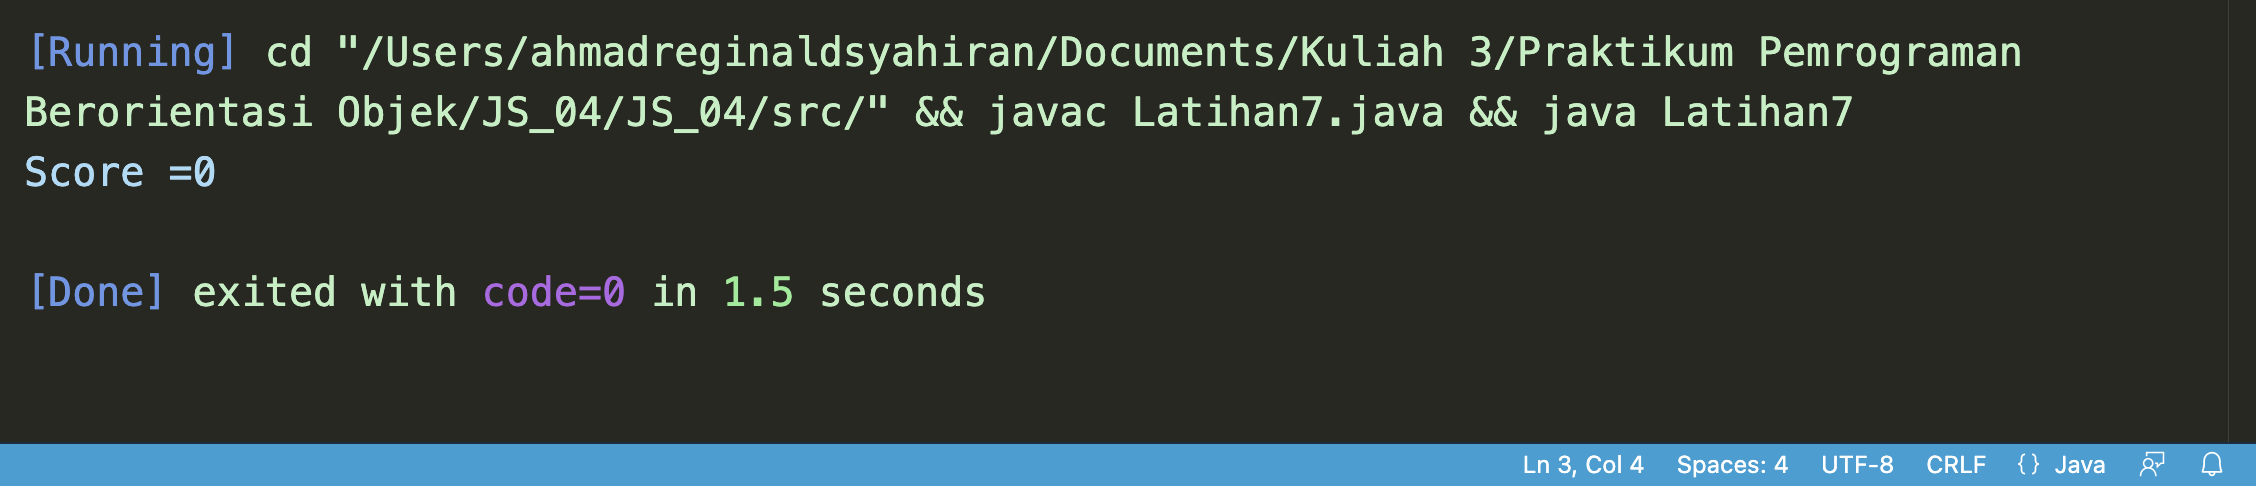 [Running] cd "/Users/ahmadreginaldsyahiran/Documents/Kuliah 3/Praktikum Pemrograman
Berorientasi Objek/JS_04/JS_04/src/" && javac Latihan7.java && java Latihan7
Score =0
[Done] exited with code=0 in 1.5 seconds
Ln 3, Col 4 Spaces: 4 UTF-8 CRLF {} Java